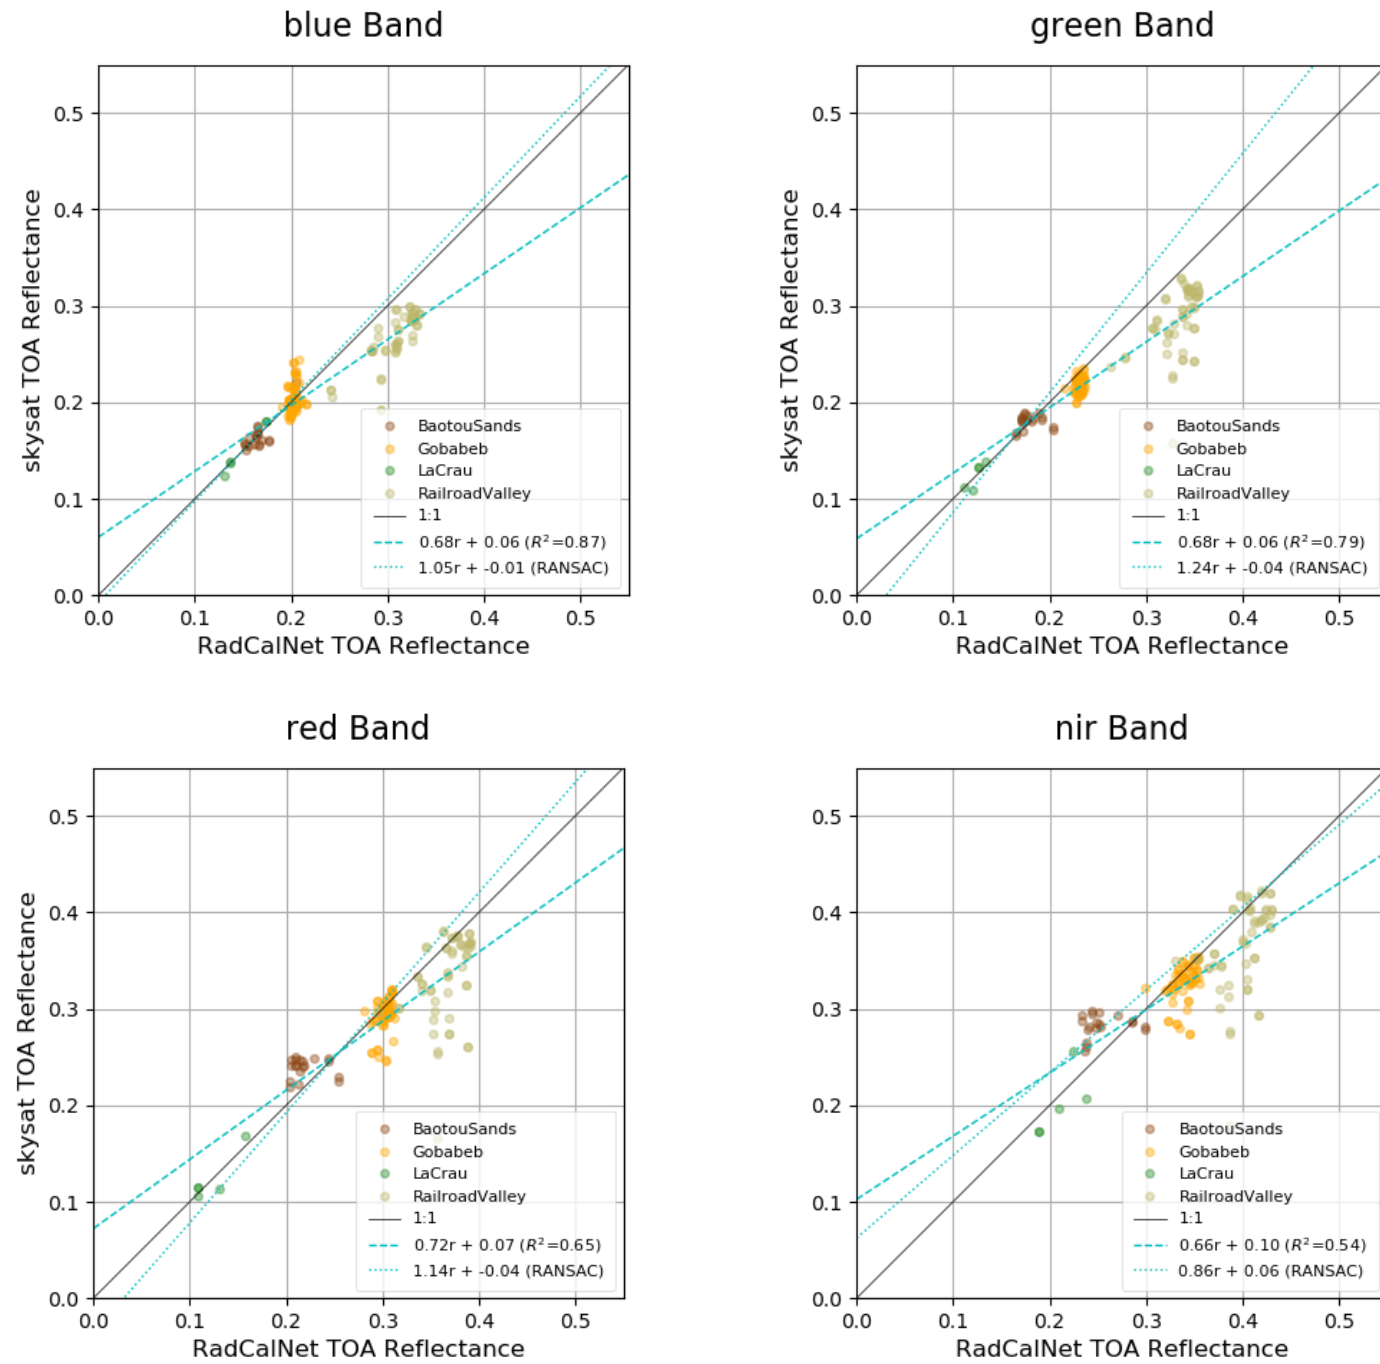 blue Band
0.5
0.4
0.3
0.2
0.1
0.0
skysat TOA Reflectance
BaotouSands
Gobabeb
LaCrau
RailroadValley
1:1
0.68r + 0.06 (R²=0.87)
1.05r + -0.01 (RANSAC)
0.0 0.1 0.2 0.3 0.4 0.5
RadCalNet TOA Reflectance
green Band
0.5
0.4
0.3
0.2
0.1
0.0
skysat TOA Reflectance
BaotouSands
Gobabeb
LaCrau
RailroadValley
1:1
0.68r + 0.06 (R²=0.79)
1.24r + -0.04 (RANSAC)
0.0 0.1 0.2 0.3 0.4 0.5
RadCalNet TOA Reflectance
red Band
0.5
0.4
0.3
0.2
0.1
0.0
skysat TOA Reflectance
BaotouSands
Gobabeb
LaCrau
RailroadValley
1:1
0.72r + 0.07 (R²=0.65)
1.14r + -0.04 (RANSAC)
0.0 0.1 0.2 0.3 0.4 0.5
RadCalNet TOA Reflectance
nir Band
0.5
0.4
0.3
0.2
0.1
0.0
BaotouSands
Gobabeb
LaCrau
RailroadValley
1:1
0.66r + 0.10 (R²=0.54)
0.86r + 0.06 (RANSAC)
0.0 0.1 0.2 0.3 0.4 0.5
RadCalNet TOA Reflectance